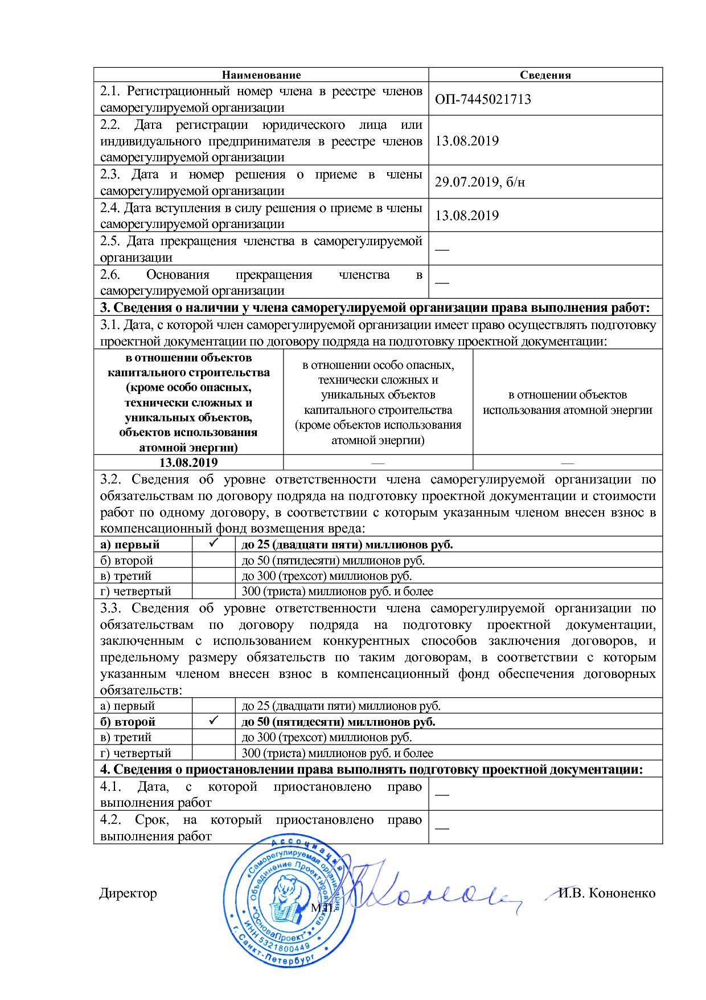 Наименование
Сведения
2.1. Регистрационный номер члена в реестре членов
саморегулируемой организации
ОП-7445021713
2.2. Дата регистрации юридического лица или
индивидуального предпринимателя в реестре членов
саморегулируемой организации
13.08.2019
2.3. Дата и номер решения о приеме в члены
саморегулируемой организации
29.07.2019, б/н
2.4. Дата вступления в силу решения о приеме в члены
саморегулируемой организации
13.08.2019
2.5. Дата прекращения членства в саморегулируемой
организации
—
2.6. Основания прекращения членства в
саморегулируемой организации
—
3. Сведения о наличии у члена саморегулируемой организации права выполнения работ:
3.1. Дата, с которой член саморегулируемой организации имеет право осуществлять подготовку
проектной документации по договору подряда на подготовку проектной документации:
в отношении объектов
капитального строительства
(кроме особо опасных,
технически сложных и
уникальных объектов,
объектов использования
атомной энергии)
в отношении особо опасных,
технически сложных и
уникальных объектов
капитального строительства
(кроме объектов использования
атомной энергии)
в отношении объектов
использования атомной энергии
13.08.2019
—
—
3.2. Сведения об уровне ответственности члена саморегулируемой организации по
обязательствам по договору подряда на подготовку проектной документации и стоимости
работ по одному договору, в соответствии с которым указанным членом внесен взнос в
компенсационный фонд возмещения вреда:
а) первый ✓ до 25 (двадцати пяти) миллионов руб.
б) второй до 50 (пятидесяти) миллионов руб.
в) третий до 300 (трехсот) миллионов руб.
г) четвертый 300 (триста) миллионов руб. и более
3.3. Сведения об уровне ответственности члена саморегулируемой организации по
обязательствам по договору подряда на подготовку проектной документации,
заключенным с использованием конкурентных способов заключения договоров, и
предельному размеру обязательств по таким договорам, в соответствии с которым
указанным членом внесен взнос в компенсационный фонд обеспечения договорных
обязательств:
а) первый до 25 (двадцати пяти) миллионов руб.
б) второй ✓ до 50 (пятидесяти) миллионов руб.
в) третий до 300 (трехсот) миллионов руб.
г) четвертый 300 (триста) миллионов руб. и более
4. Сведения о приостановлении права выполнять подготовку проектной документации:
4.1. Дата, с которой приостановлено право
выполнения работ
—
4.2. Срок, на который приостановлено право
выполнения работ
—
Ассоциация
«Саморегулируемая организация
Объединение Проектировщиков
"ОсноваПроект"»
ИНН 5321800449
г. Санкт-Петербург
Директор
М.П.
И.В. Кононенко